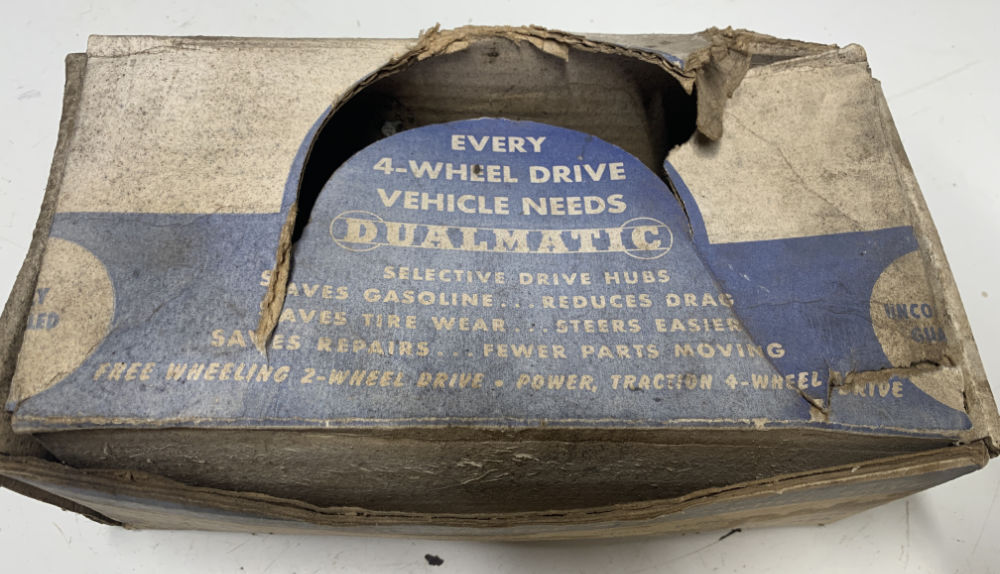 EVERY
4-WHEEL DRIVE
VEHICLE NEEDS
DUALMATIC
SELECTIVE DRIVE HUBS
SAVES GASOLINE... REDUCES DRAG
SAVES TIRE WEAR... STEERS EASIER
SAVES REPAIRS... FEWER PARTS MOVING
FREE WHEELING 2-WHEEL DRIVE • POWER, TRACTION 4-WHEEL DRIVE